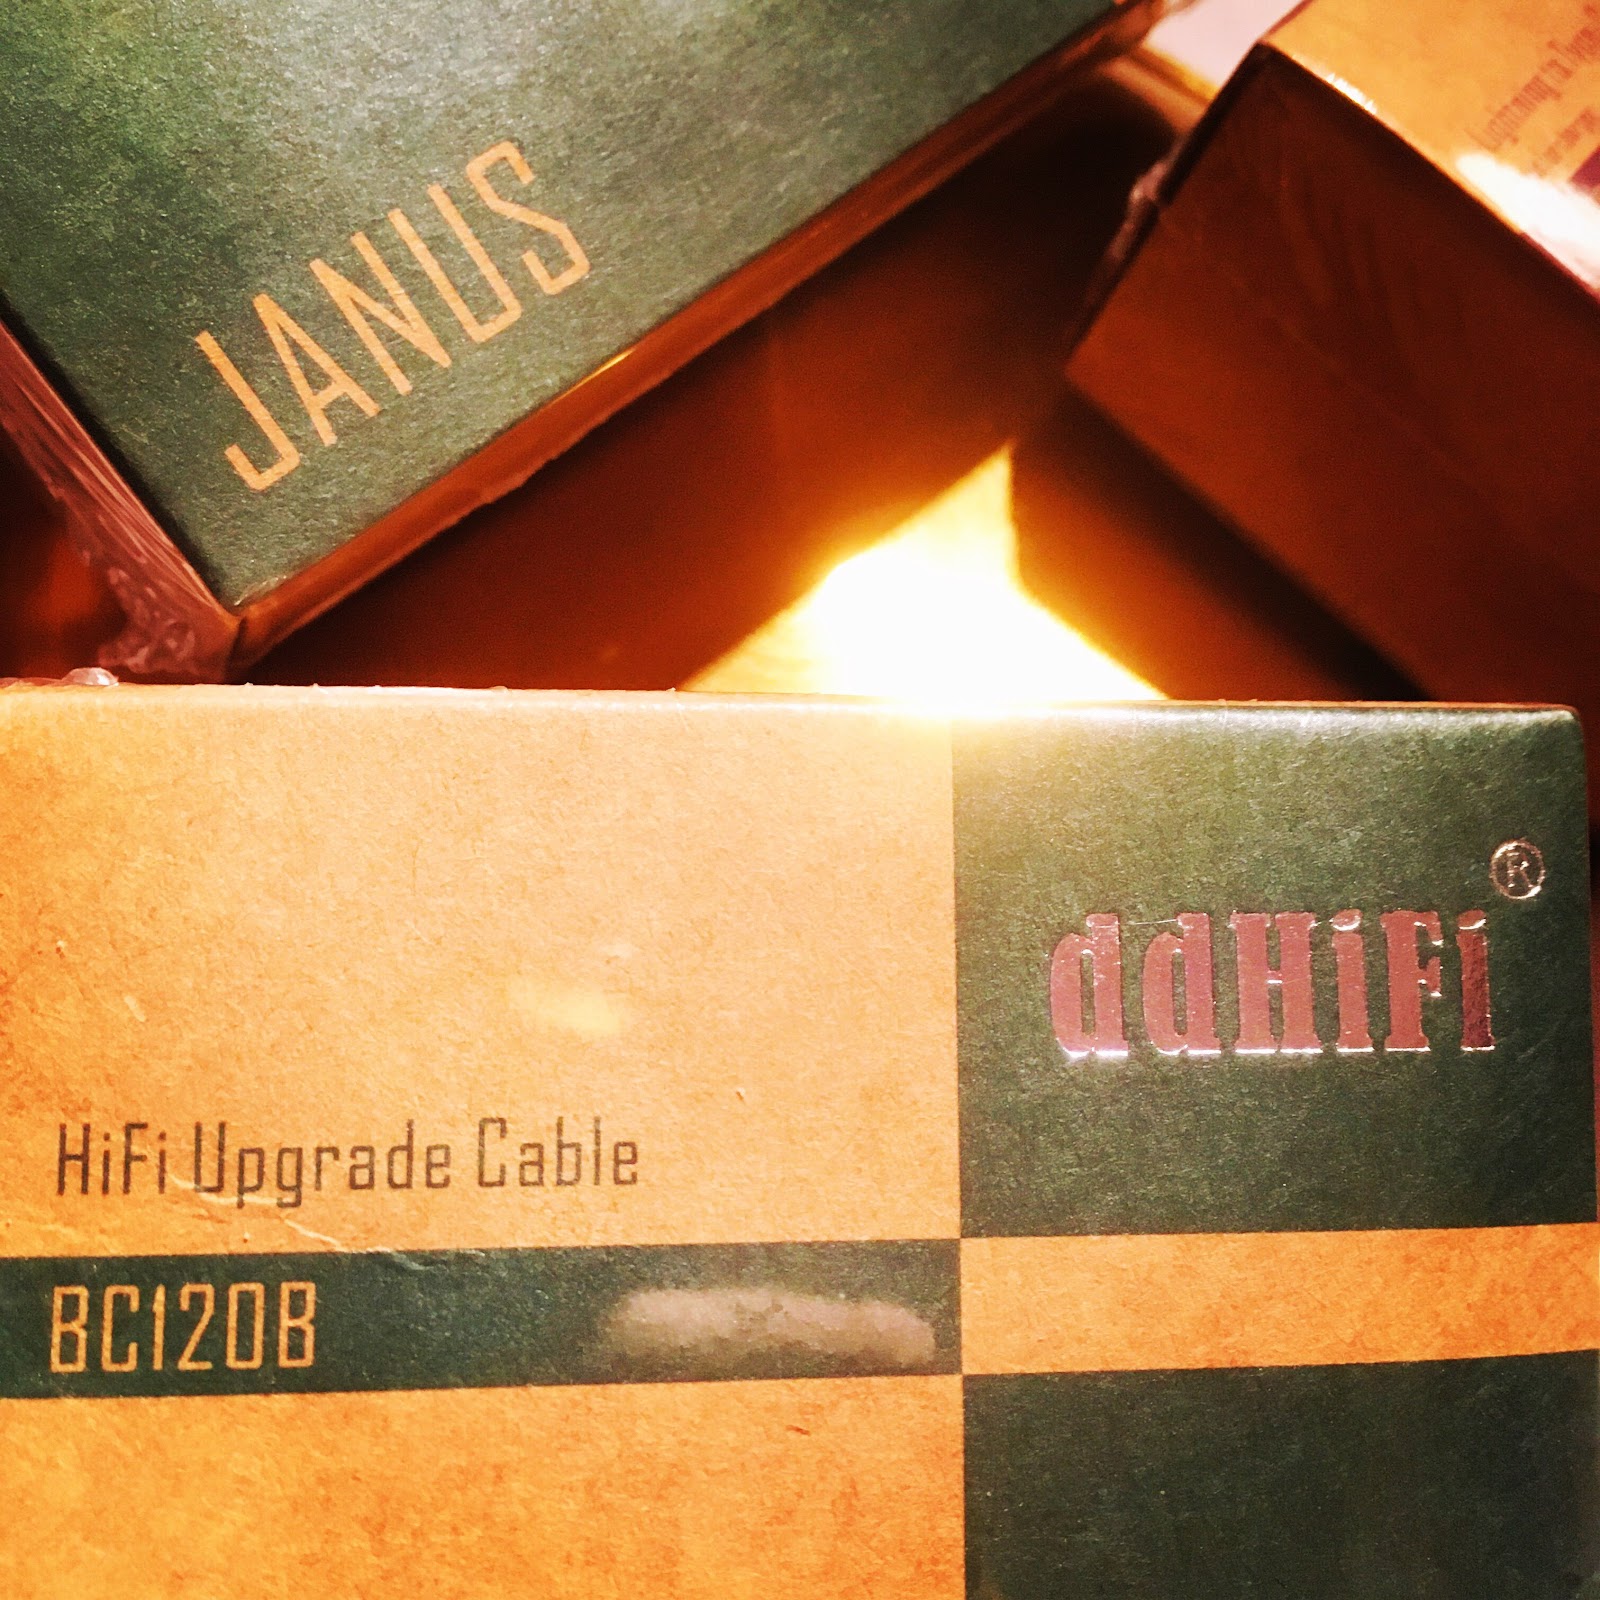 JANUS
ddHiFi®
HiFi Upgrade Cable
BC120B